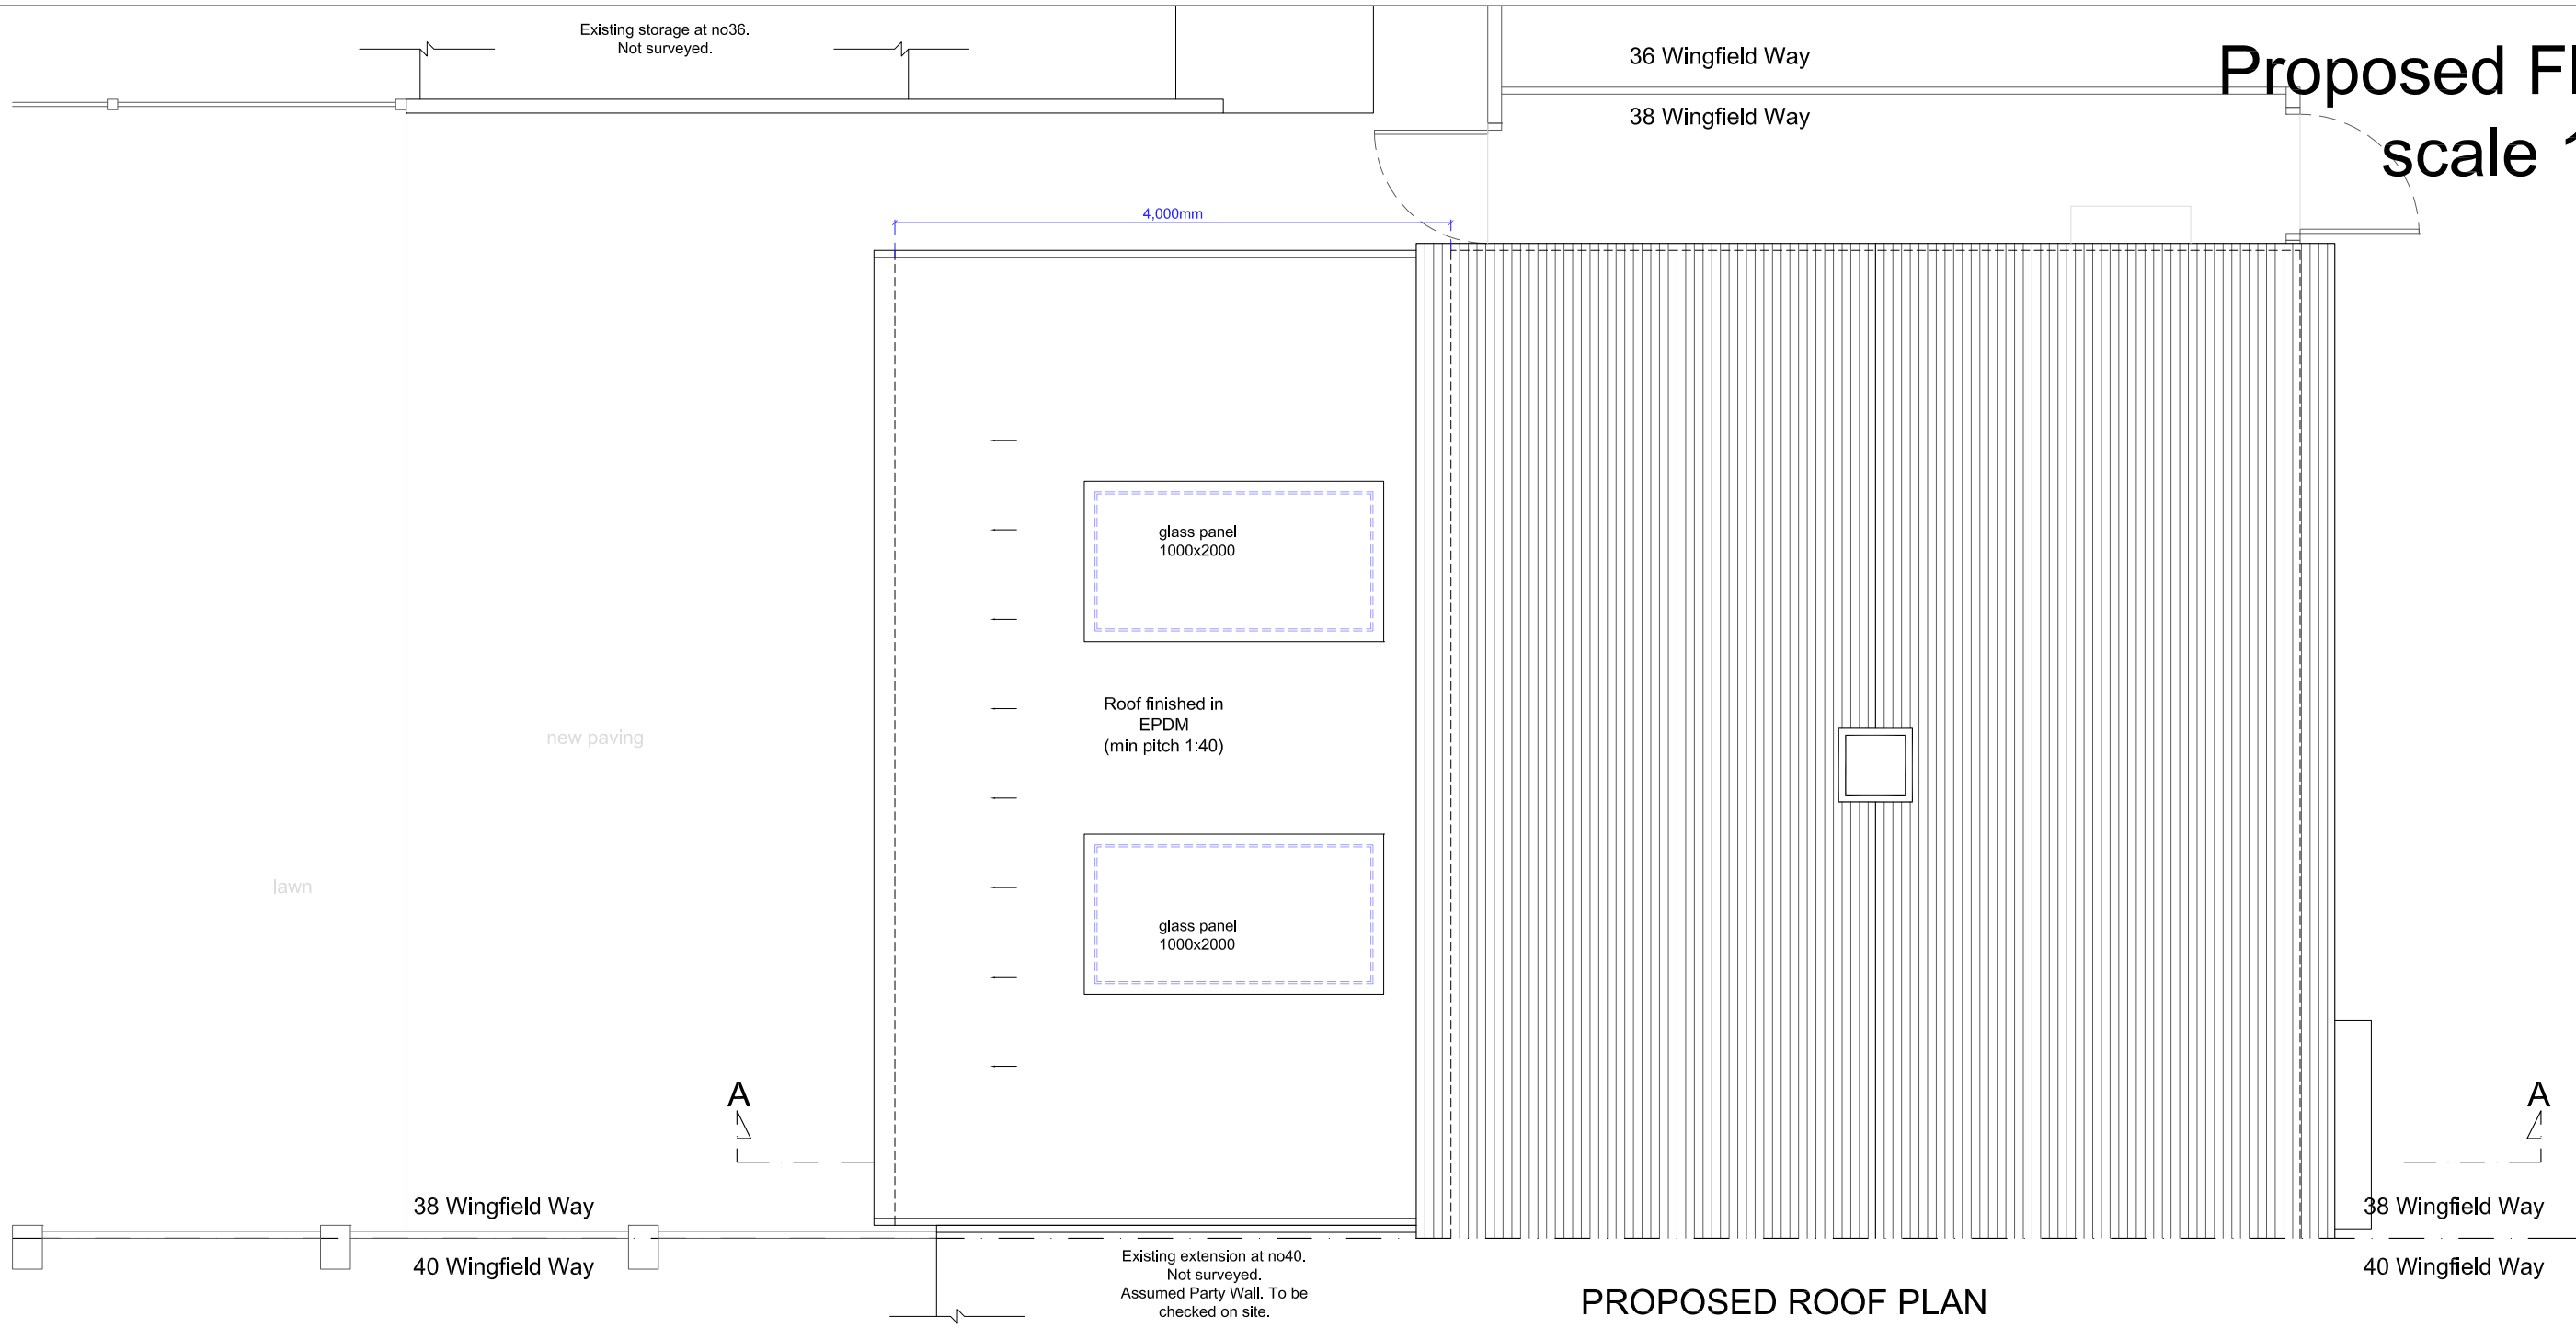 Existing storage at no36.
Not surveyed.
36 Wingfield Way
38 Wingfield Way
Proposed
scale
4,000mm
glass panel
1000x2000
Roof finished in
EPDM
(min pitch 1:40)
new paving
lawn
glass panel
1000x2000
A
A
38 Wingfield Way
40 Wingfield Way
38 Wingfield Way
40 Wingfield Way
Existing extension at no40.
Not surveyed.
Assumed Party Wall. To be
checked on site.
PROPOSED ROOF PLAN